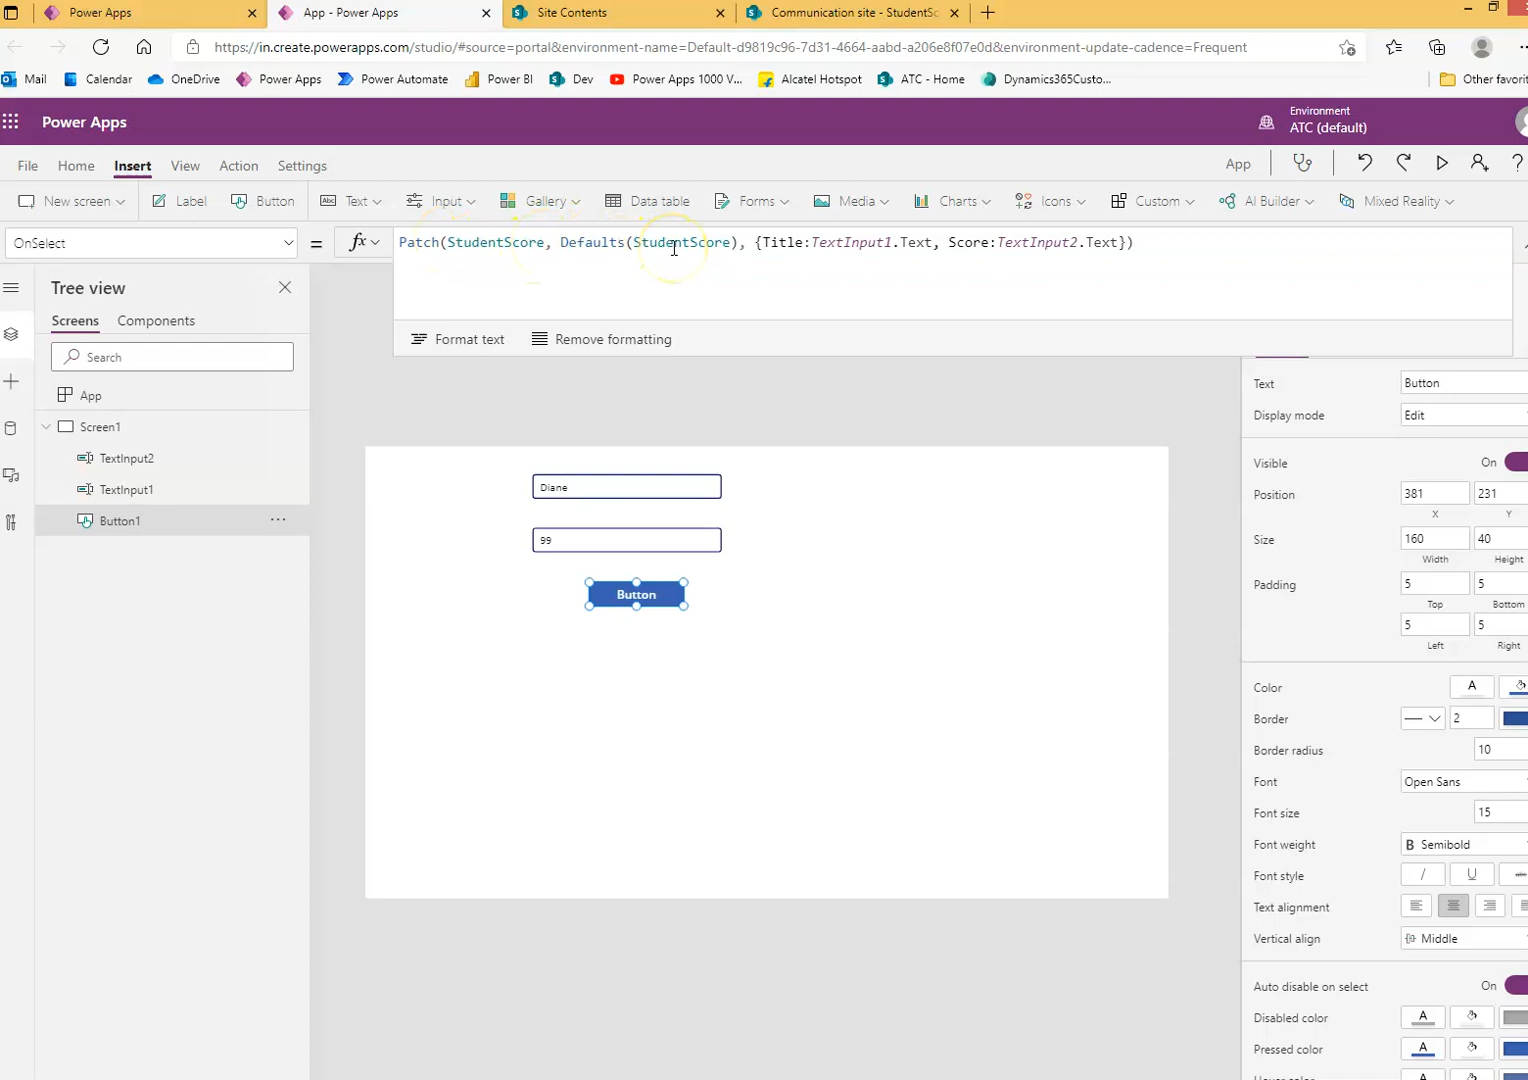 Power Apps
App - Power Apps
Site Contents
Communication site - StudentSc
https://in.create.powerapps.com/studio/#source=portal&environment-name=Default-d9819c96-7d31-4664-aabd-a206e8f07e0d&environment-update-cadence=Frequent
Mail
Calendar
OneDrive
Power Apps
Power Automate
Power BI
Dev
Power Apps 1000 V...
Alcatel Hotspot
ATC - Home
Dynamics365Custo...
Other favorit
Power Apps
Environment
ATC (default)
File
Home
Insert
View
Action
Settings
App
New screen
Label
Button
Abc
Text
Input
Gallery
Data table
Forms
Media
Charts
Icons
Custom
AI Builder
Mixed Reality
OnSelect
=
fx
Patch(StudentScore, Defaults(StudentScore), {Title:TextInput1.Text, Score:TextInput2.Text})
Format text
Remove formatting
Tree view
Screens
Components
Search
App
Screen1
TextInput2
TextInput1
Button1
Diane
99
Button
Text
Button
Display mode
Edit
Visible
On
Position
381
231
X
Y
Size
160
40
Width
Height
Padding
5
5
Top
Bottom
5
5
Left
Right
Color
A
Border
2
Border radius
10
Font
Open Sans
Font size
15
Font weight
B Semibold
Font style
/
U
abc
Text alignment
Vertical align
Middle
Auto disable on select
On
Disabled color
A
Pressed color
A